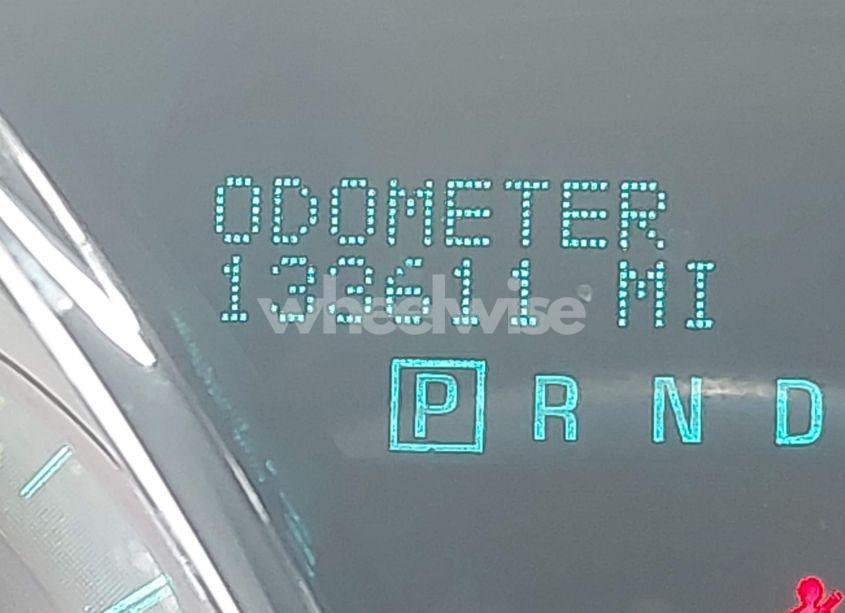 ODOMETER
133611 MI
wheelwise
P R N D